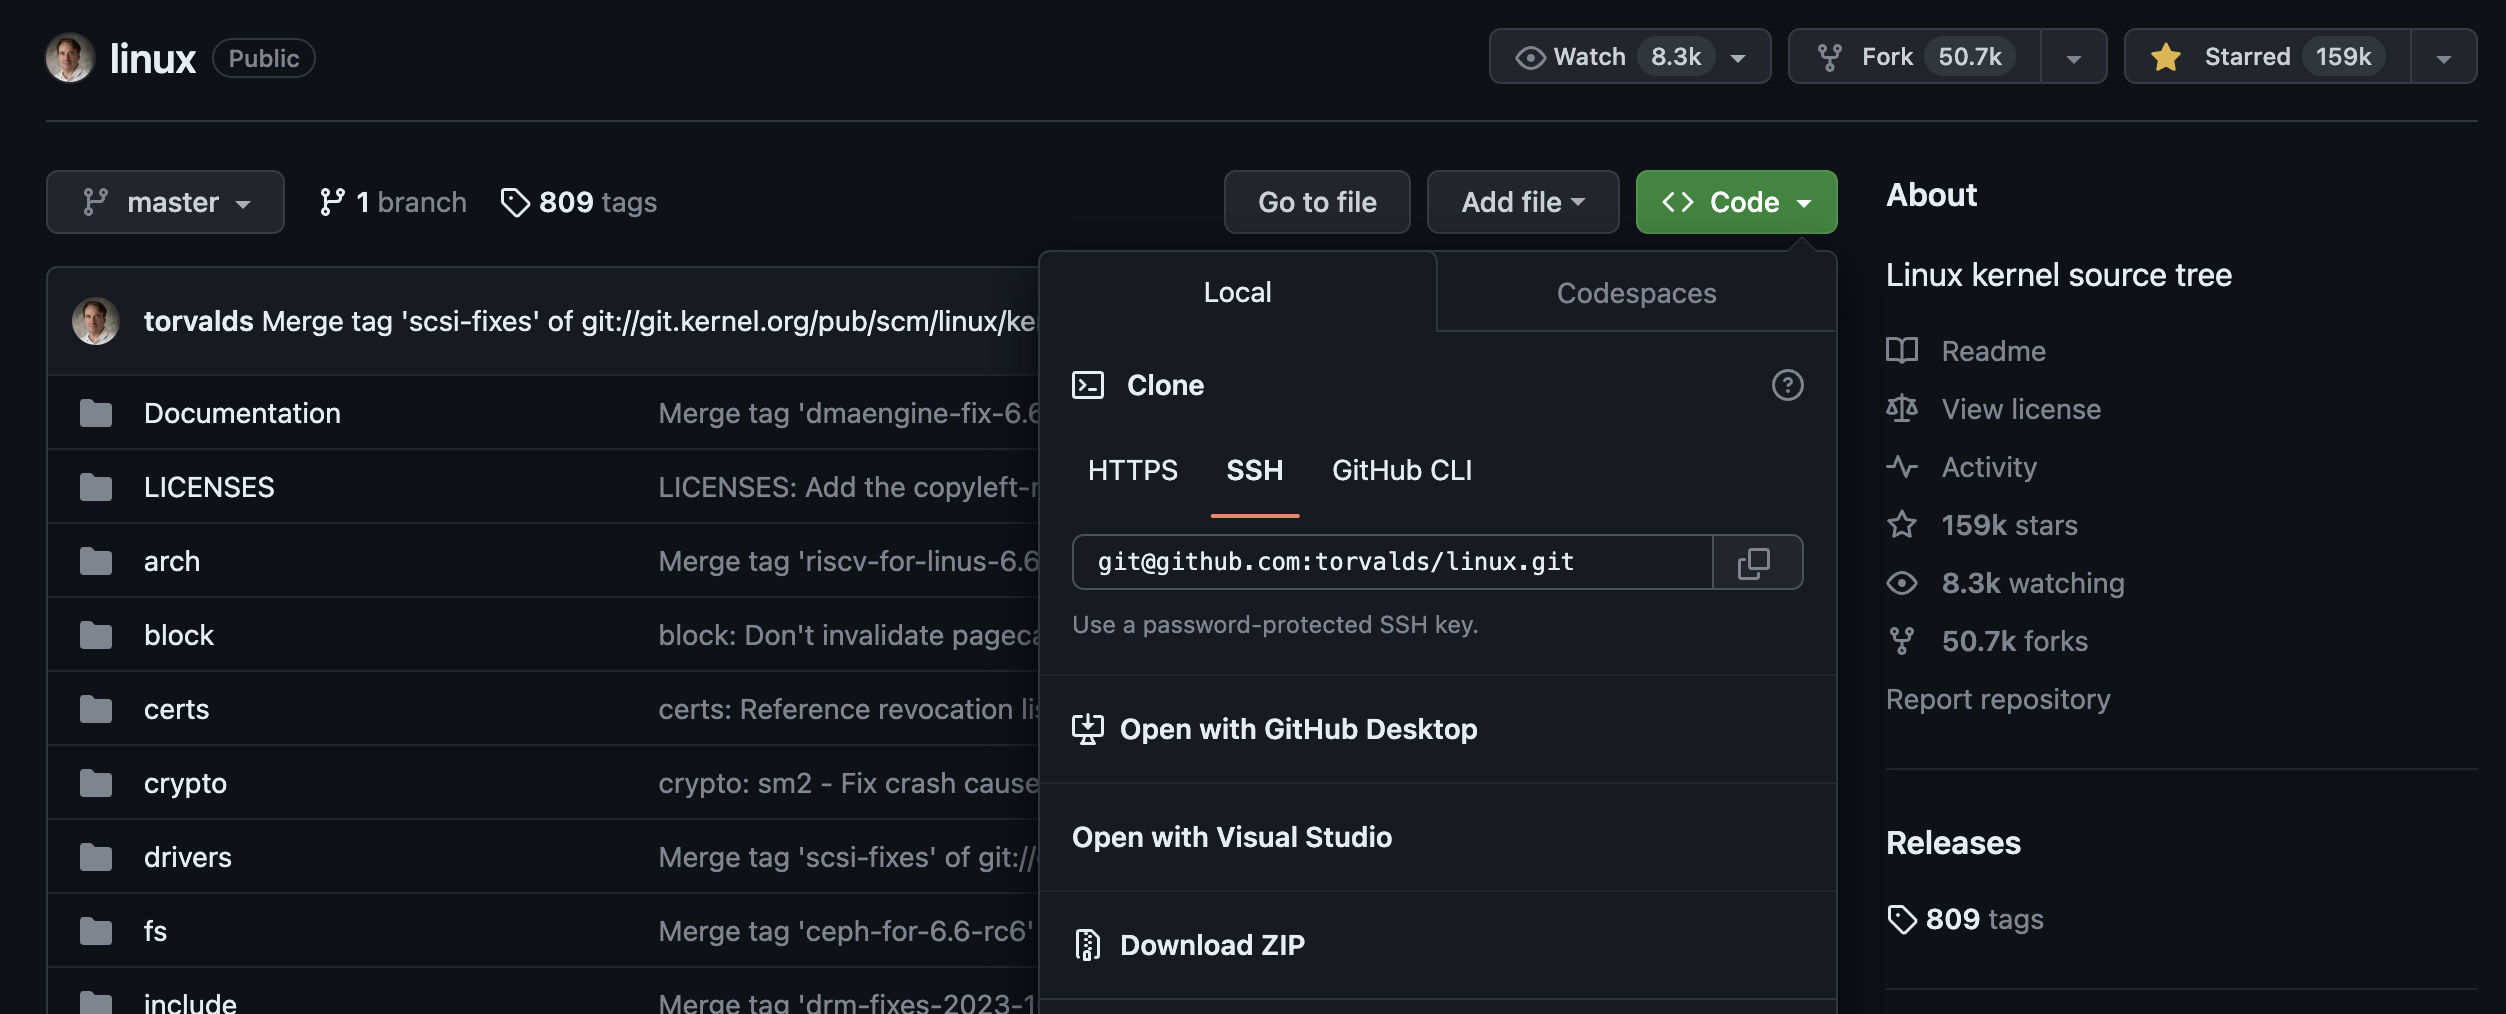 linux Public
Watch 8.3k
Fork 50.7k
Starred 159k
master
1 branch
809 tags
Go to file
Add file
Code
torvalds Merge tag 'scsi-fixes' of git://git.kernel.org/pub/scm/linux/ke
Documentation Merge tag 'dmaengine-fix-6.6
LICENSES LICENSES: Add the copyleft-
arch Merge tag 'riscv-for-linus-6.6
block block: Don't invalidate pageca
certs certs: Reference revocation li
crypto crypto: sm2 - Fix crash cause
drivers Merge tag 'scsi-fixes' of git://
fs Merge tag 'ceph-for-6.6-rc6'
include Merge tag 'drm-fixes-2023-1
Local
Codespaces
Clone
HTTPS
SSH
GitHub CLI
git@github.com:torvalds/linux.git
Use a password-protected SSH key.
Open with GitHub Desktop
Open with Visual Studio
Download ZIP
About
Linux kernel source tree
Readme
View license
Activity
159k stars
8.3k watching
50.7k forks
Report repository
Releases
809 tags